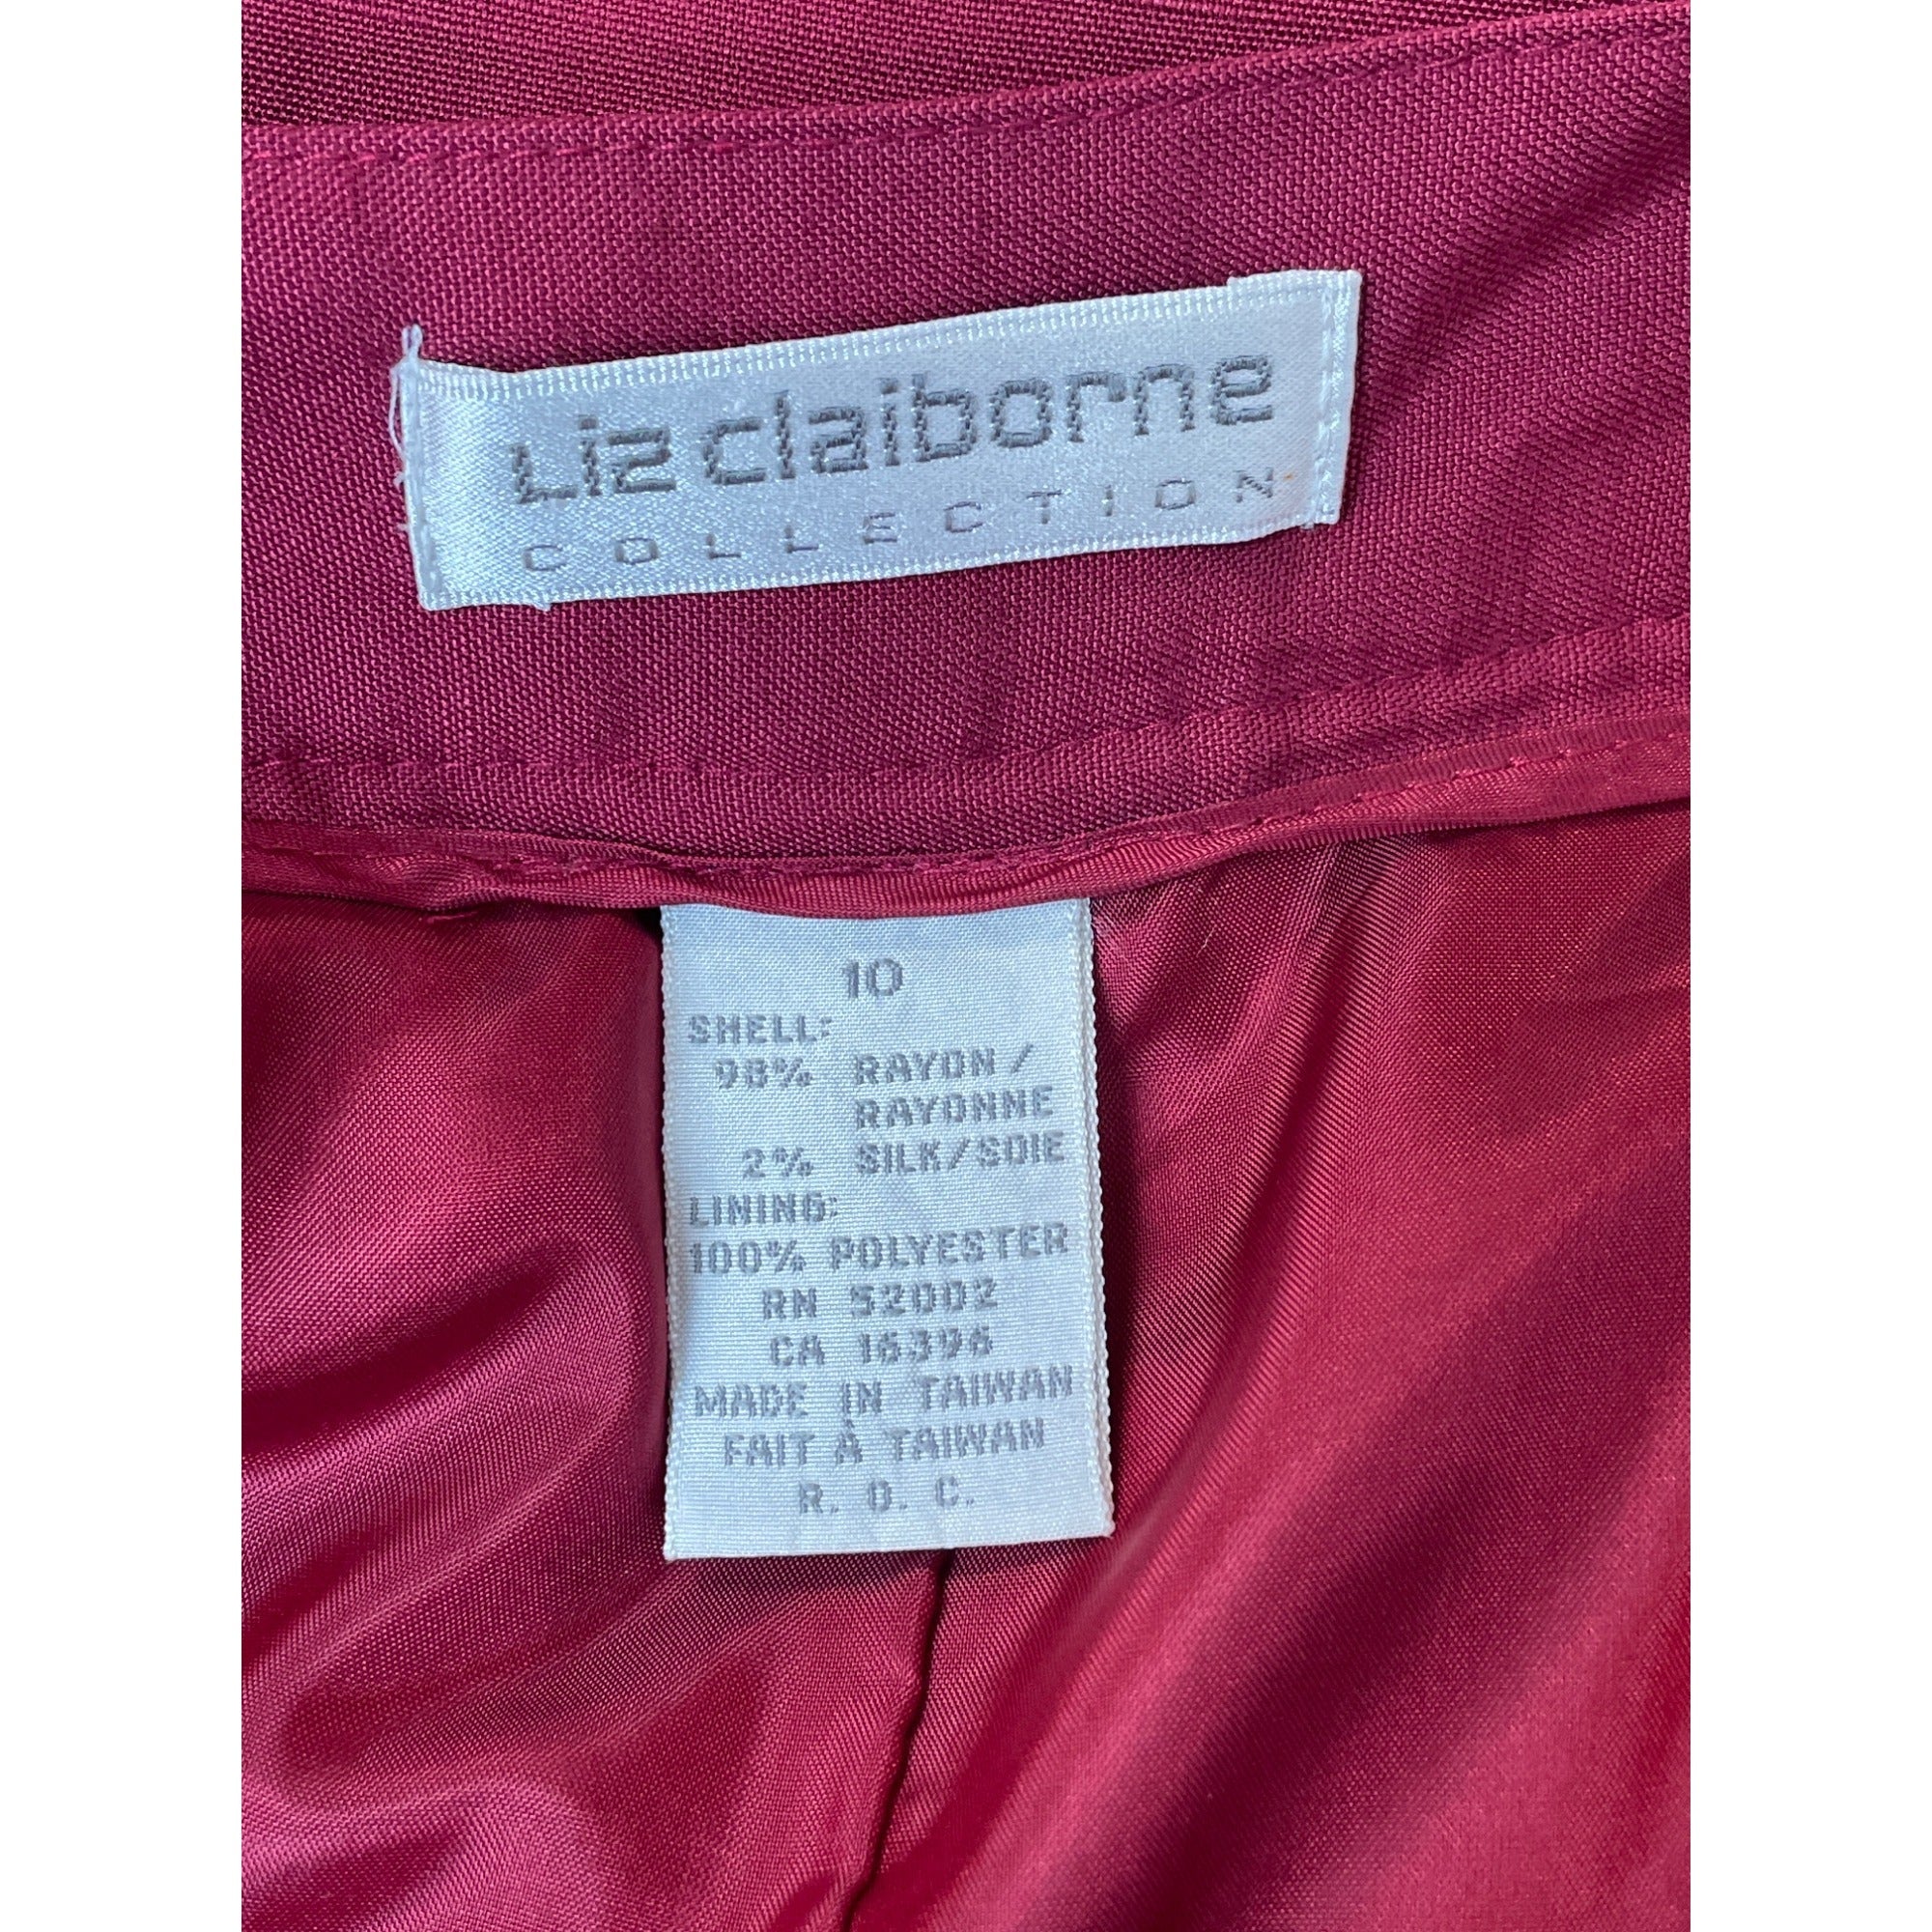 Liz claiborne
COLLECTION
10
SHELL:
98% RAYON /
RAYONNE
2% SILK/SOIE
LINING:
100% POLYESTER
RN 52002
CA 16396
MADE IN TAIWAN
FAIT À TAIWAN
R. O. C.